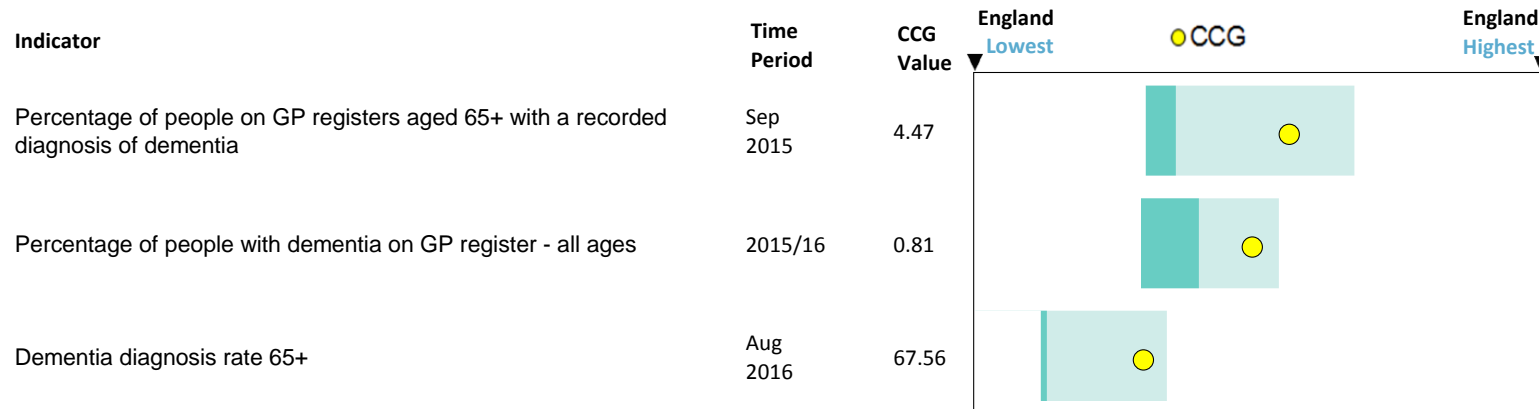 Indicator
Time
Period
CCG
Value
England
Lowest
CCG
England
Highest
Percentage of people on GP registers aged 65+ with a recorded
diagnosis of dementia
Sep
2015
4.47
Percentage of people with dementia on GP register - all ages
2015/16
0.81
Dementia diagnosis rate 65+
Aug
2016
67.56